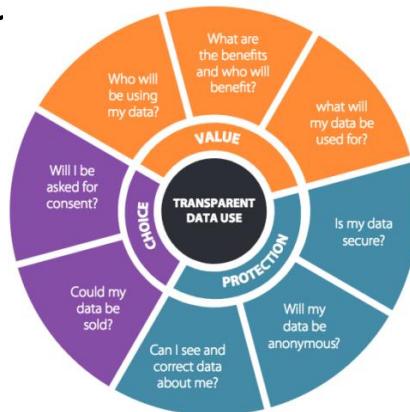 What are
the benefits
and who will
benefit?
what will
my data be
used for?
Is my data
secure?
Will my
data be
anonymous?
Can I see and
correct data
about me?
Could my
data be
sold?
Will I be
asked for
consent?
Who will
be using
my data?
VALUE
PROTECTION
CHOICE
TRANSPARENT
DATA USE